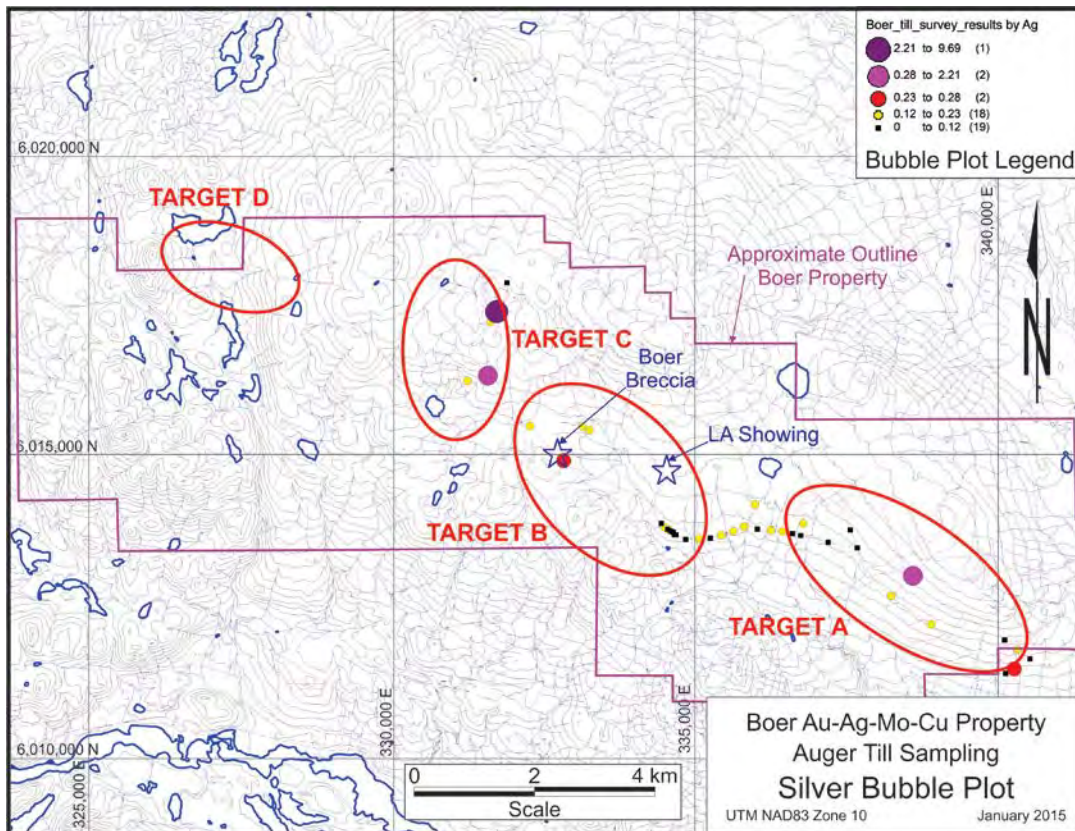 Boer_till_survey_results by Ag
2.21 to 9.69 (1)
0.28 to 2.21 (2)
0.23 to 0.28 (2)
0.12 to 0.23 (18)
0 to 0.12 (19)
Bubble Plot Legend
6,020,000 N
TARGET D
340,000 E
Approximate Outline
Boer Property
N
TARGET C
Boer
Breccia
6,015,000 N
LA Showing
TARGET B
TARGET A
6,010,000 N
325,000 E
330,000 E
335,000 E
0 2 4 km
Scale
Boer Au-Ag-Mo-Cu Property
Auger Till Sampling
Silver Bubble Plot
UTM NAD83 Zone 10 January 2015